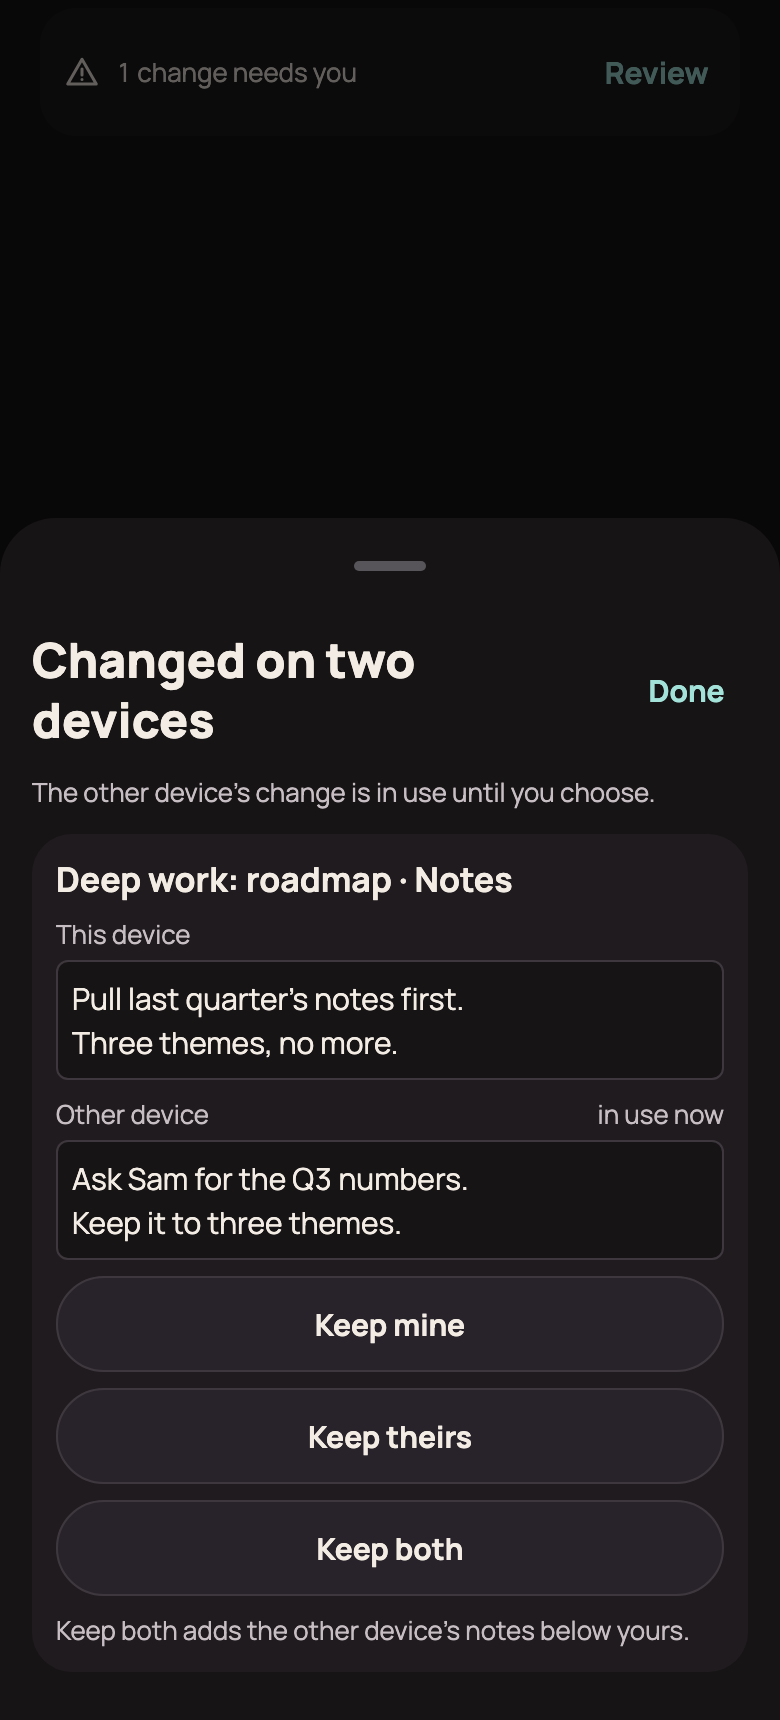 1 change needs you
Review
Changed on two
devices
Done
The other device’s change is in use until you choose.
Deep work: roadmap · Notes
This device
Pull last quarter’s notes first.
Three themes, no more.
Other device
in use now
Ask Sam for the Q3 numbers.
Keep it to three themes.
Keep mine
Keep theirs
Keep both
Keep both adds the other device’s notes below yours.